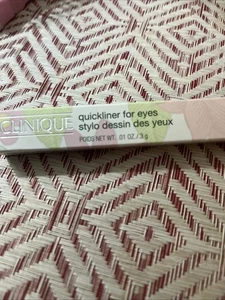 CLINIQUE
quickliner for eyes
stylo dessin des yeux
POIDS NET WT. .01 OZ./.3 g